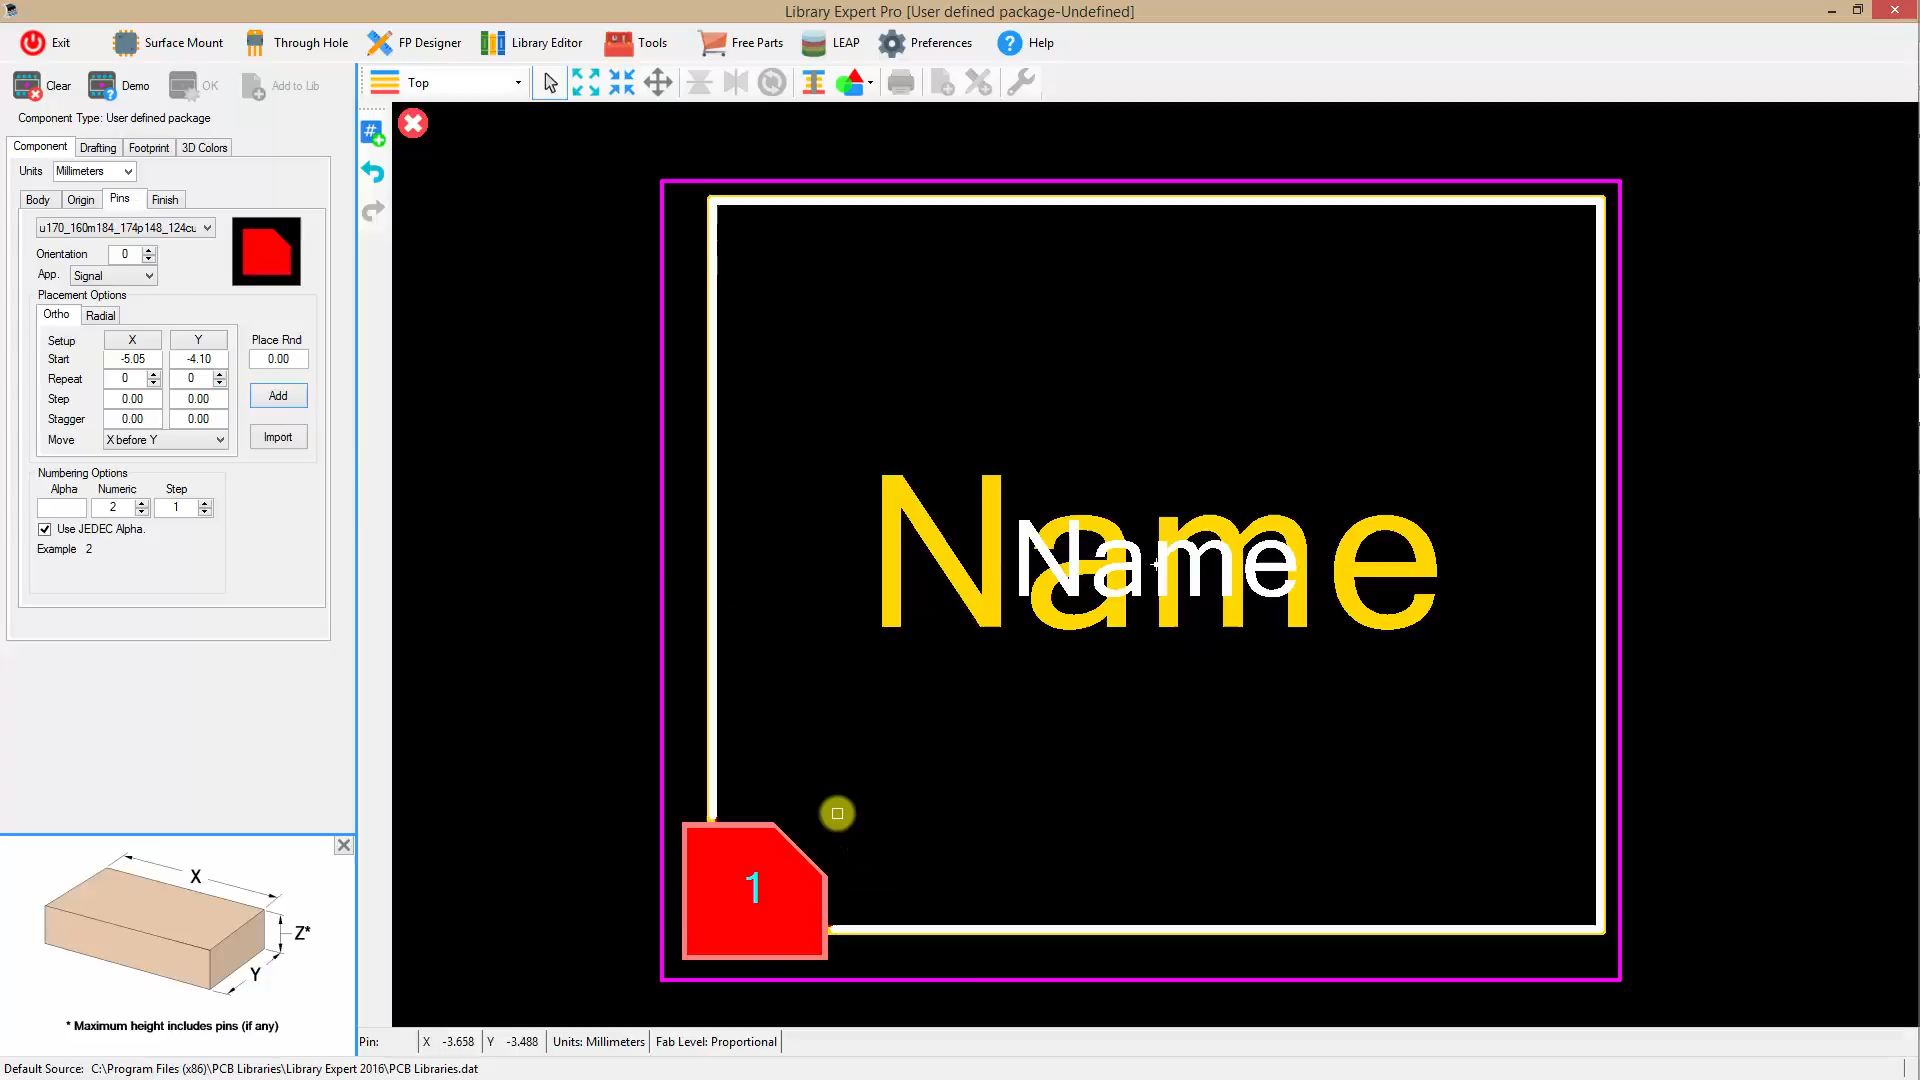 Library Expert Pro [User defined package-Undefined]
Exit Surface Mount Through Hole FP Designer Library Editor Tools Free Parts LEAP Preferences ? Help
Clear Demo OK Add to Lib Top
Component Type: User defined package
Component Drafting Footprint 3D Colors
Units Millimeters
Body Origin Pins Finish
u170_160m184_174p148_124cu
Orientation 0
App. Signal
Placement Options
Ortho Radial
Setup X Y Place Rnd
Start -5.05 -4.10 0.00
Repeat 0 0
Step 0.00 0.00 Add
Stagger 0.00 0.00
Move X before Y Import
Numbering Options
Alpha Numeric Step
2 1
Use JEDEC Alpha.
Example 2
#
Name
Name
1
X
Z*
Y
* Maximum height includes pins (if any)
Pin: X -3.658 Y -3.488 Units: Millimeters Fab Level: Proportional
Default Source: C:\Program Files (x86)\PCB Libraries\Library Expert 2016\PCB Libraries.dat